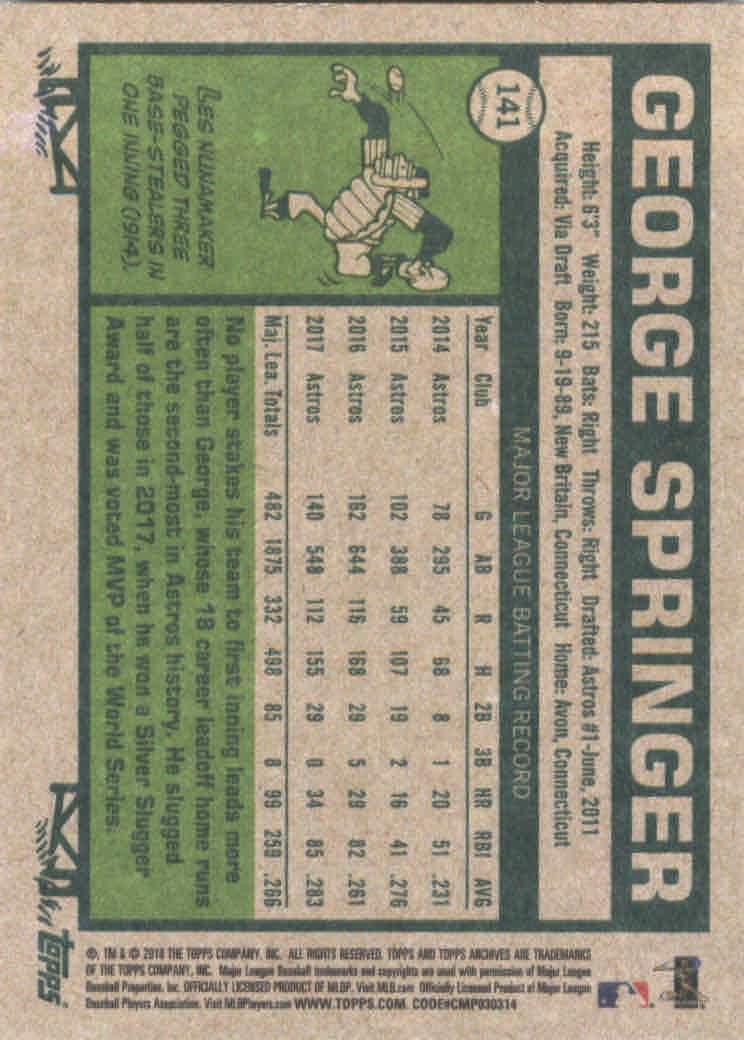 GEORGE SPRINGER
Height: 6'3" Weight: 215 Bats: Right Throws: Right Drafted: Astros #1-June, 2011
Acquired: Via Draft Born: 9-19-89, New Britain, Connecticut Home: Avon, Connecticut
141
MAJOR LEAGUE BATTING RECORD
Year Club G AB R H 2B 3B HR RBI AVG
2014 Astros 78 295 45 68 8 1 20 51 .231
2015 Astros 102 388 59 107 19 2 16 41 .276
2016 Astros 162 644 116 168 29 5 29 82 .261
2017 Astros 140 548 112 155 29 0 34 85 .283
Maj. Lea. Totals 482 1875 332 498 85 8 99 259 .266
LES NUNAMAKER
PEGGED THREE
BASE-STEALERS IN
ONE INNING (1914).
No player stakes his team to first inning leads more
often than George, whose 18 career leadoff home runs
are the second-most in Astros history. He slugged
half of those in 2017, when he won a Silver Slugger
Award and was voted MVP of the World Series.
topps.
®, TM & © 2018 THE TOPPS COMPANY, INC. ALL RIGHTS RESERVED. TOPPS AND TOPPS ARCHIVES ARE TRADEMARKS
OF THE TOPPS COMPANY, INC. Major League Baseball trademarks and copyrights are used with permission of Major League
Baseball Properties, Inc. OFFICIALLY LICENSED PRODUCT OF MLBP. Visit MLB.com Officially Licensed Product of Major League
Baseball Players Association. Visit MLBPlayers.com WWW.TOPPS.COM. CODE#CMP030314